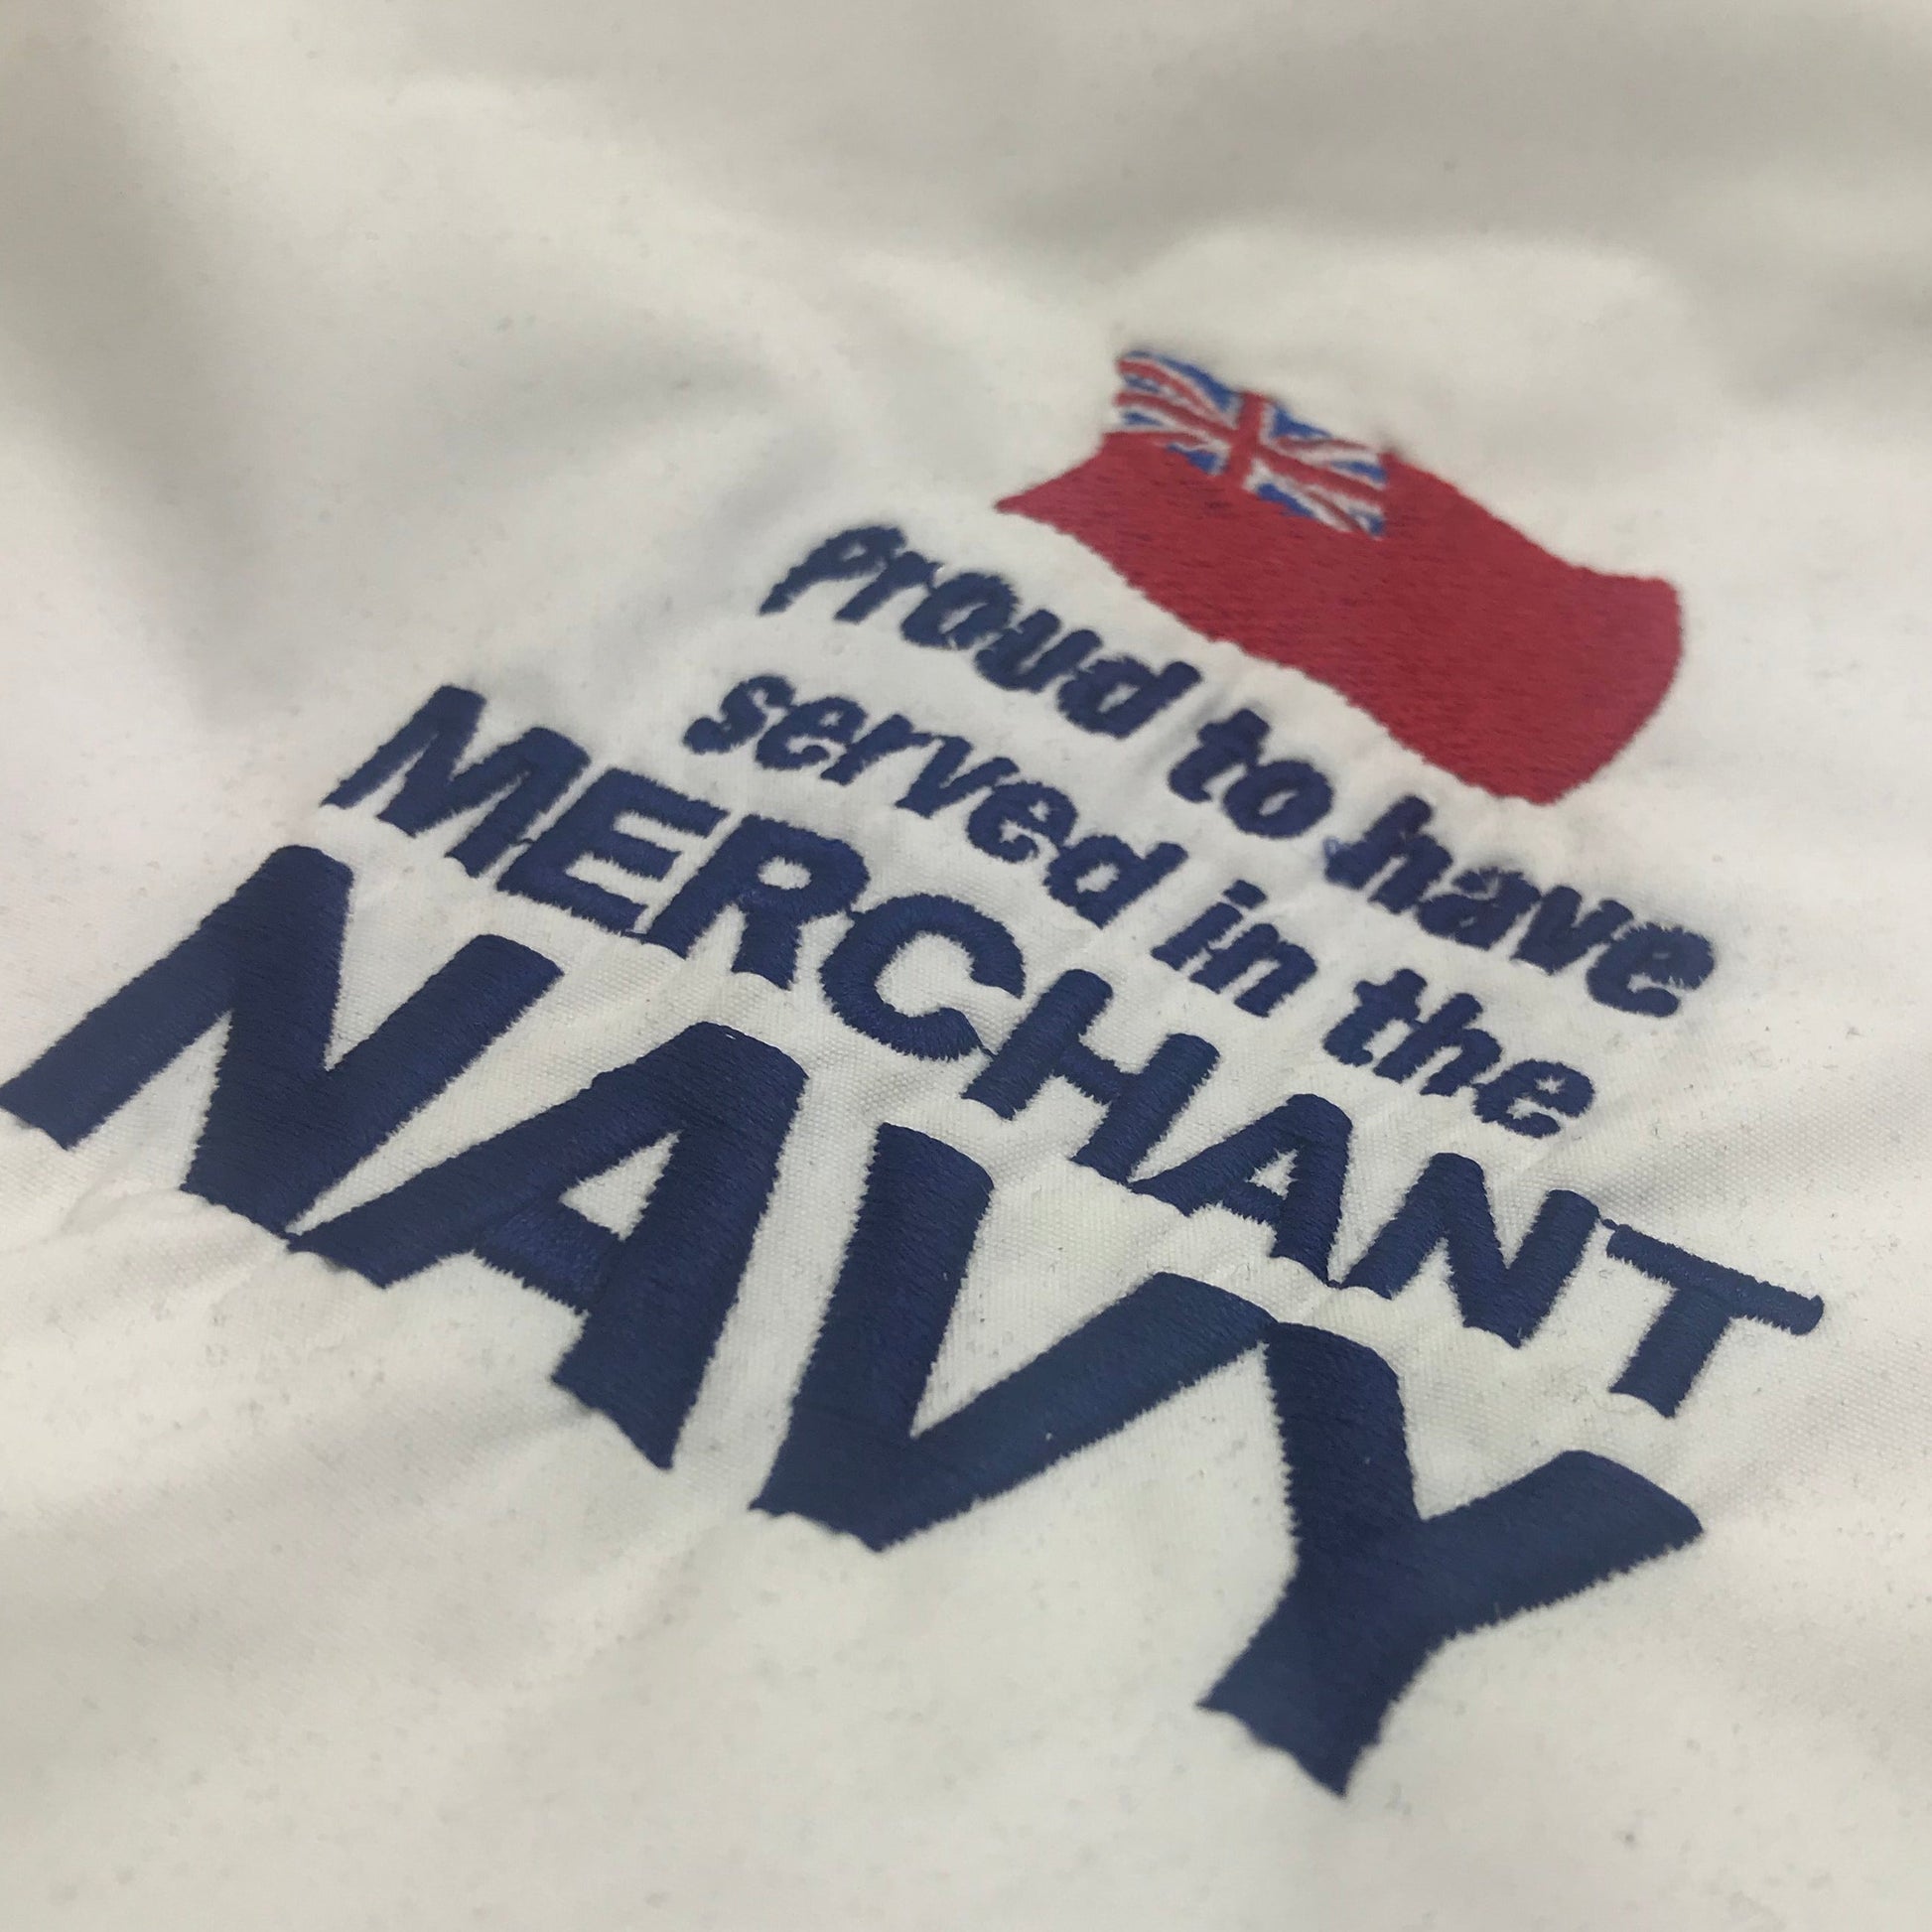 proud to have
served in the
MERCHANT
NAVY